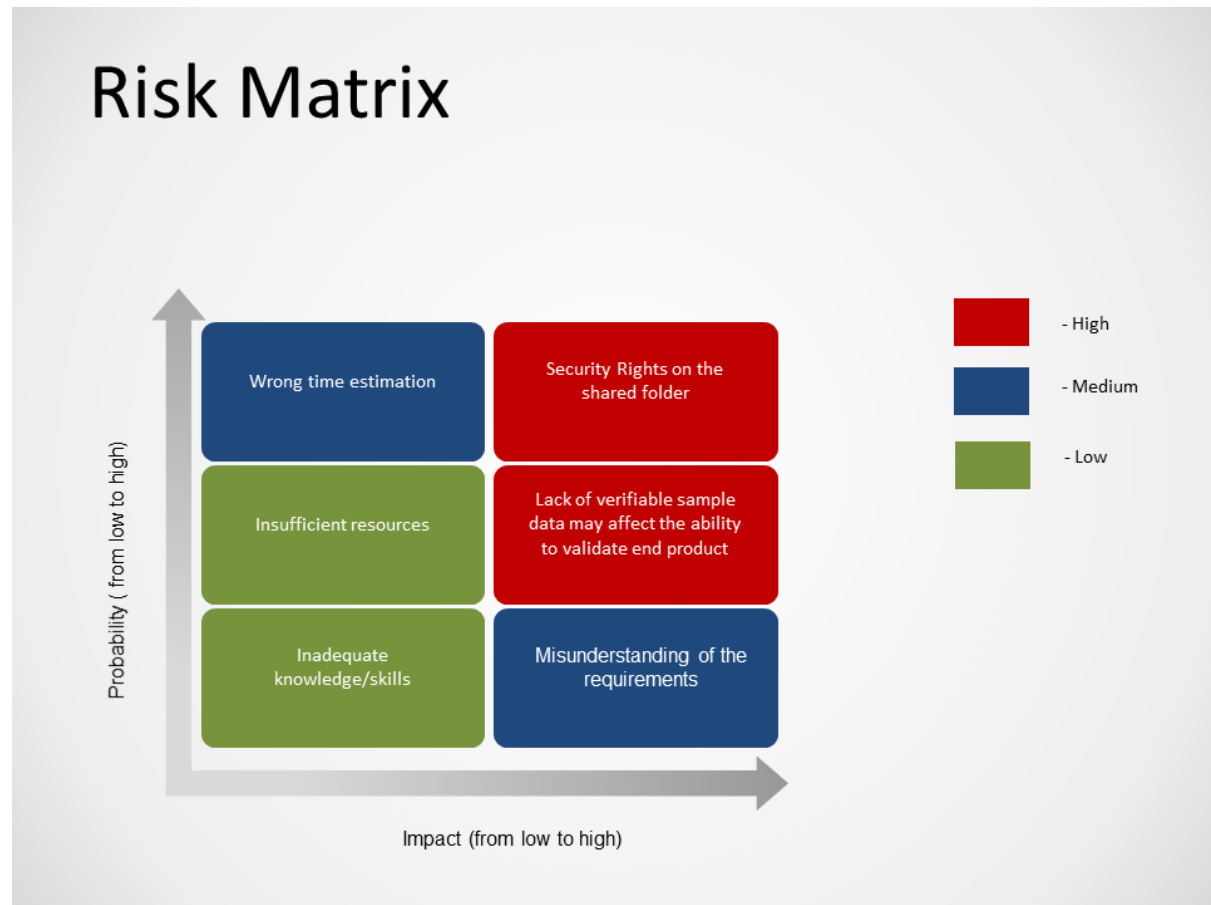 Risk Matrix
Wrong time estimation
Security Rights on the
shared folder
Insufficient resources
Lack of verifiable sample
data may affect the ability
to validate end product
Inadequate
knowledge/skills
Misunderstanding of the
requirements
Probability ( from low to high)
Impact (from low to high)
- High
- Medium
- Low